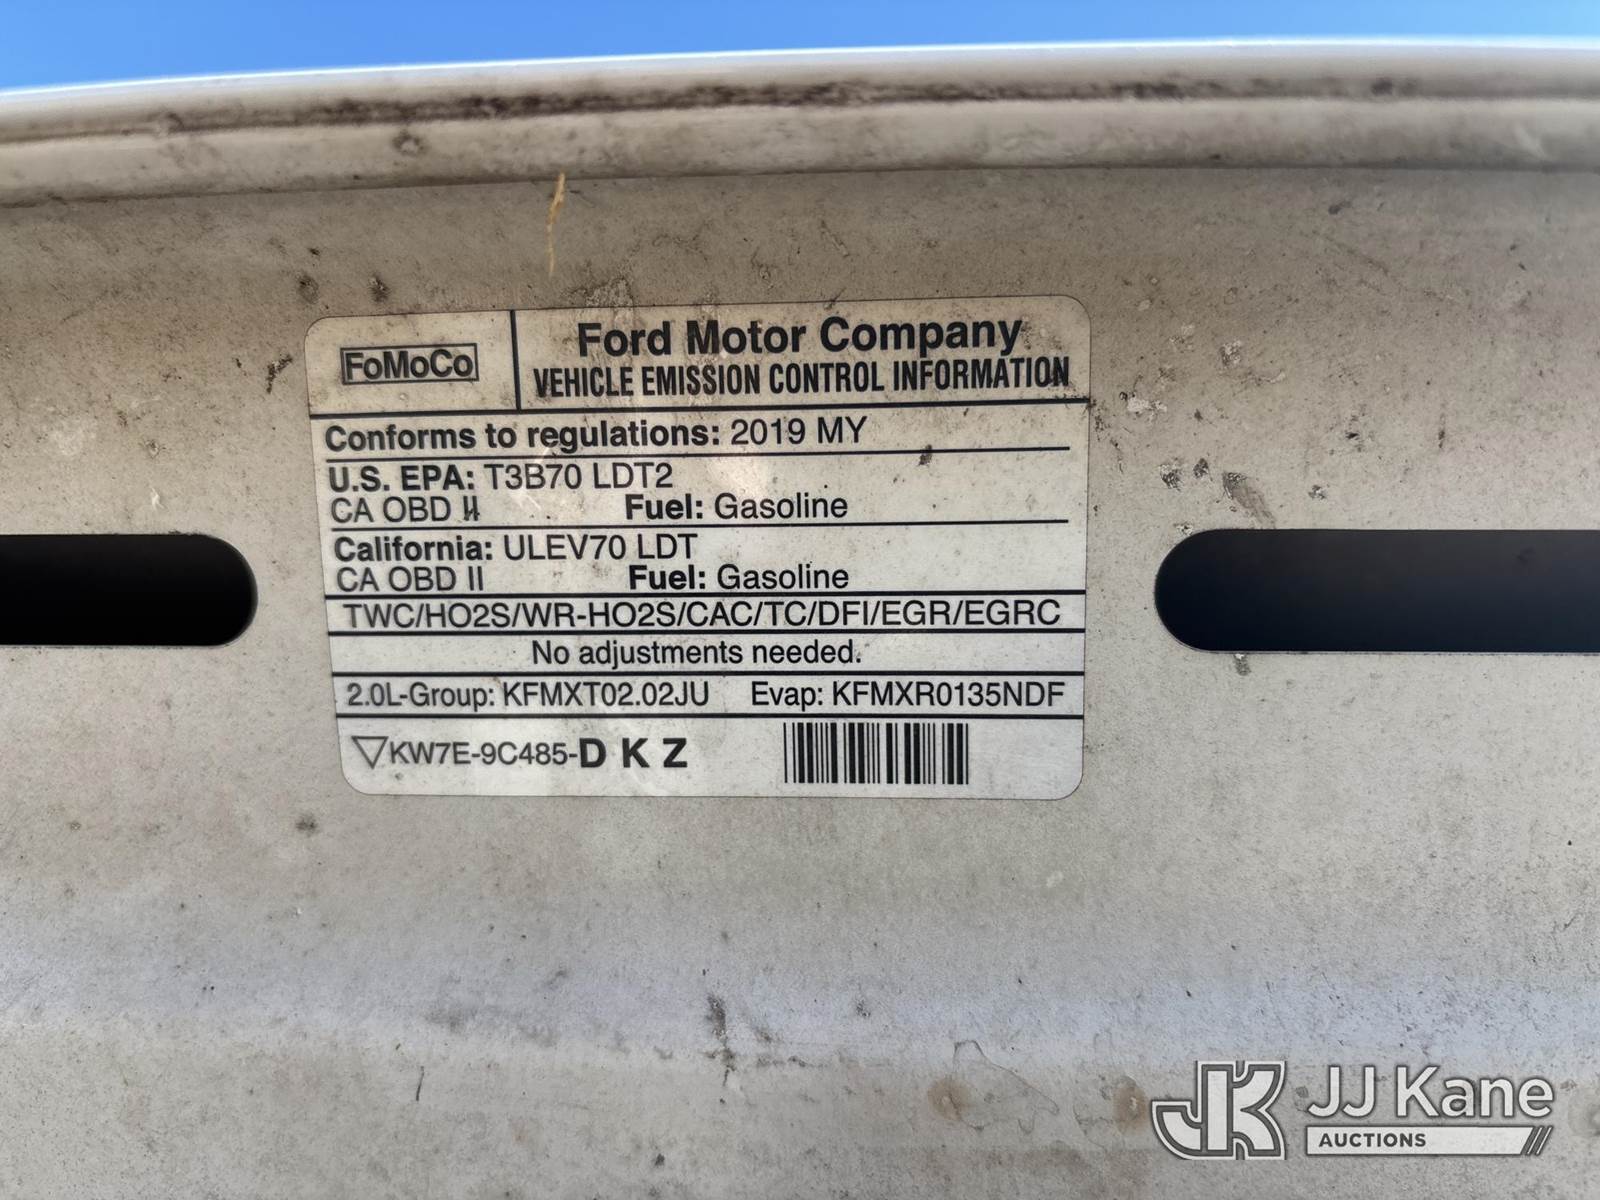 FoMoCo
Ford Motor Company
VEHICLE EMISSION CONTROL INFORMATION
Conforms to regulations: 2019 MY
U.S. EPA: T3B70 LDT2
CA OBD II Fuel: Gasoline
California: ULEV70 LDT
CA OBD II Fuel: Gasoline
TWC/HO2S/WR-HO2S/CAC/TC/DFI/EGR/EGRC
No adjustments needed.
2.0L-Group: KFMXT02.02JU Evap: KFMXR0135NDF
KW7E-9C485-D K Z
JK JJ Kane
AUCTIONS